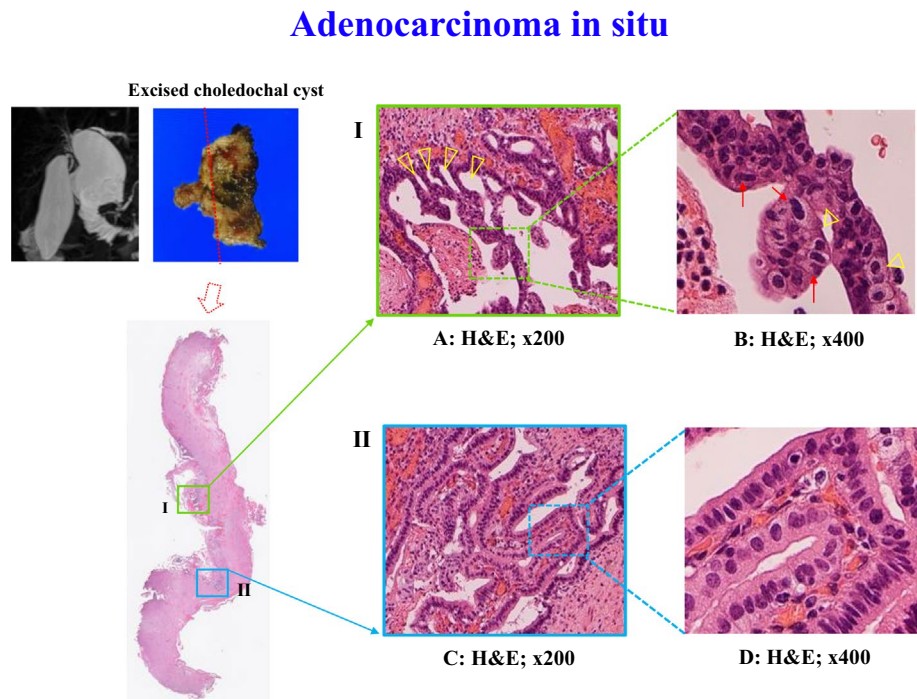 Adenocarcinoma in situ
Excised choledochal cyst
I
A: H&E; x200
B: H&E; x400
I
II
II
C: H&E; x200
D: H&E; x400